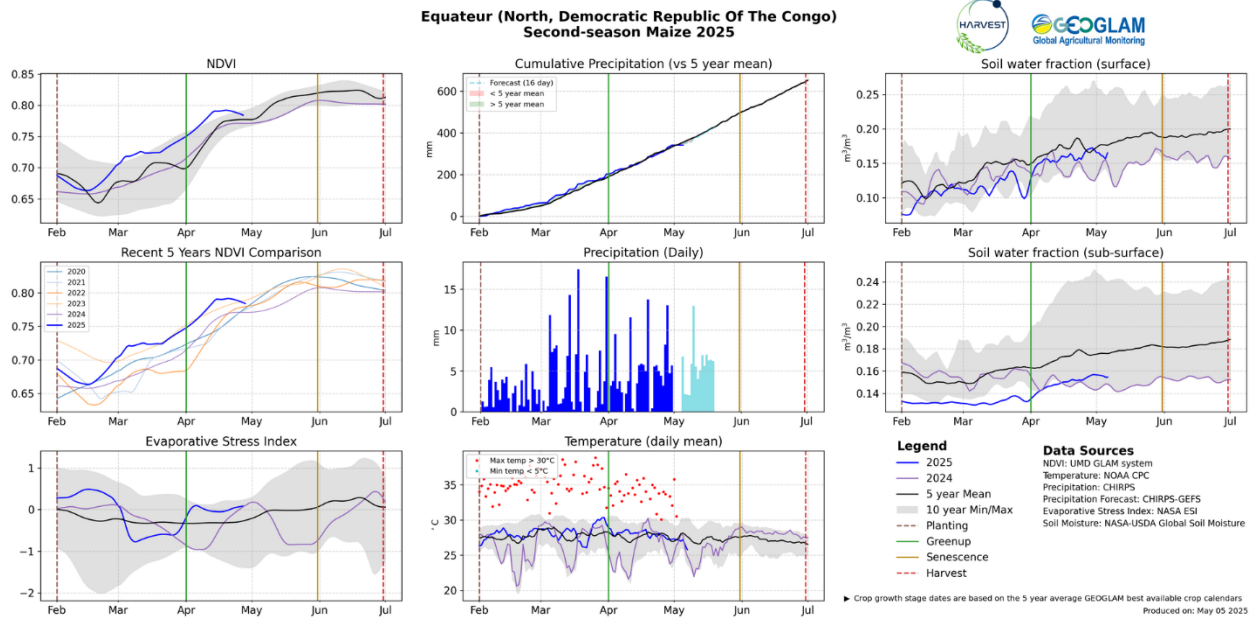 Equateur (North, Democratic Republic Of The Congo)
Second-season Maize 2025
HARVEST
GEOGLAM
Global Agricultural Monitoring
NDVI
0.85
0.80
0.75
0.70
0.65
Feb Mar Apr May Jun Jul
Cumulative Precipitation (vs 5 year mean)
Forecast (16 day)
< 5 year mean
> 5 year mean
mm
600
400
200
0
Feb Mar Apr May Jun Jul
Soil water fraction (surface)
m³/m³
0.25
0.20
0.15
0.10
Feb Mar Apr May Jun Jul
Recent 5 Years NDVI Comparison
2020
2021
2022
2023
2024
2025
0.80
0.75
0.70
0.65
Feb Mar Apr May Jun Jul
Precipitation (Daily)
mm
15
10
5
0
Feb Mar Apr May Jun Jul
Soil water fraction (sub-surface)
m³/m³
0.24
0.22
0.20
0.18
0.16
0.14
Feb Mar Apr May Jun Jul
Evaporative Stress Index
1
0
−1
−2
Feb Mar Apr May Jun Jul
Temperature (daily mean)
Max temp > 30°C
Min temp < 5°C
°C
35
30
25
20
Feb Mar Apr May Jun Jul
Legend
2025
2024
5 year Mean
10 year Min/Max
Planting
Greenup
Senescence
Harvest
Data Sources
NDVI: UMD GLAM system
Temperature: NOAA CPC
Precipitation: CHIRPS
Precipitation Forecast: CHIRPS-GEFS
Evaporative Stress Index: NASA ESI
Soil Moisture: NASA-USDA Global Soil Moisture
► Crop growth stage dates are based on the 5 year average GEOGLAM best available crop calendars
Produced on: May 05 2025